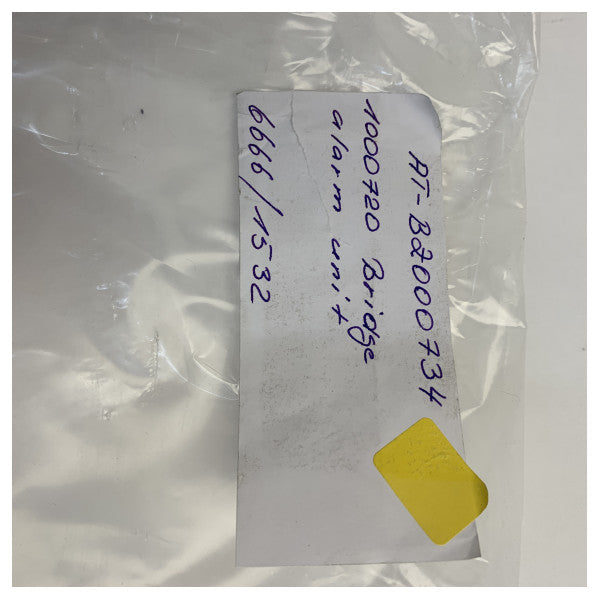 AT-B2000734
1000720 Bridge
alarm unit
6666/1532